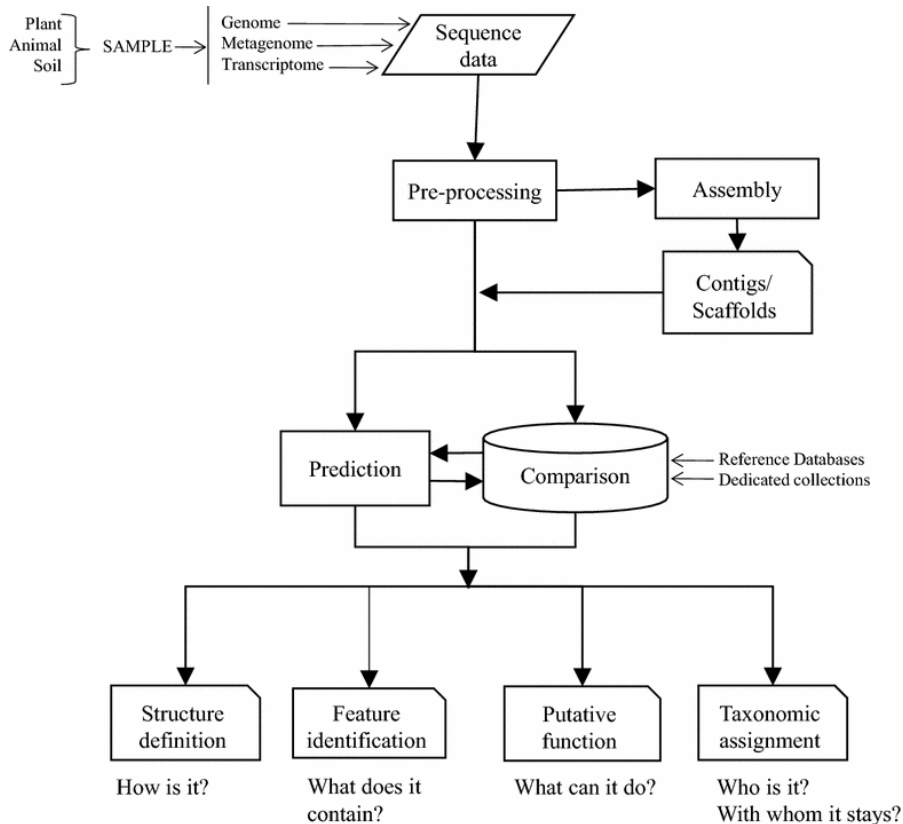 Plant
Animal
Soil
SAMPLE
Genome
Metagenome
Transcriptome
Sequence
data
Pre-processing
Assembly
Contigs/
Scaffolds
Prediction
Comparison
Reference Databases
Dedicated collections
Structure
definition
Feature
identification
Putative
function
Taxonomic
assignment
How is it?
What does it
contain?
What can it do?
Who is it?
With whom it stays?